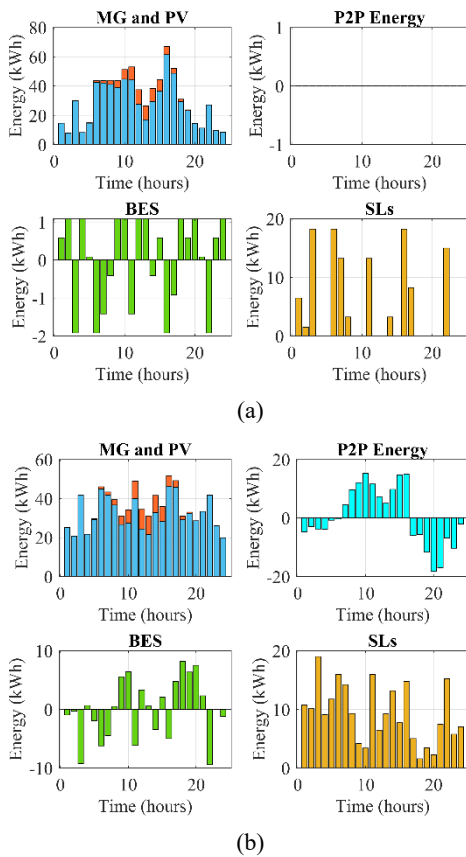 MG and PV
P2P Energy
Energy (kWh)
80
60
40
20
0
0
10
20
Time (hours)
Energy (kWh)
1
0
-1
0
10
20
Time (hours)
BES
SLs
Energy (kWh)
1
0
-1
-2
0
10
20
Time (hours)
Energy (kWh)
20
10
0
0
10
20
Time (hours)
(a)
MG and PV
P2P Energy
Energy (kWh)
60
40
20
0
0
10
20
Time (hours)
Energy (kWh)
20
0
-20
0
10
20
Time (hours)
BES
SLs
Energy (kWh)
10
0
-10
0
10
20
Time (hours)
Energy (kWh)
20
10
0
0
10
20
Time (hours)
(b)